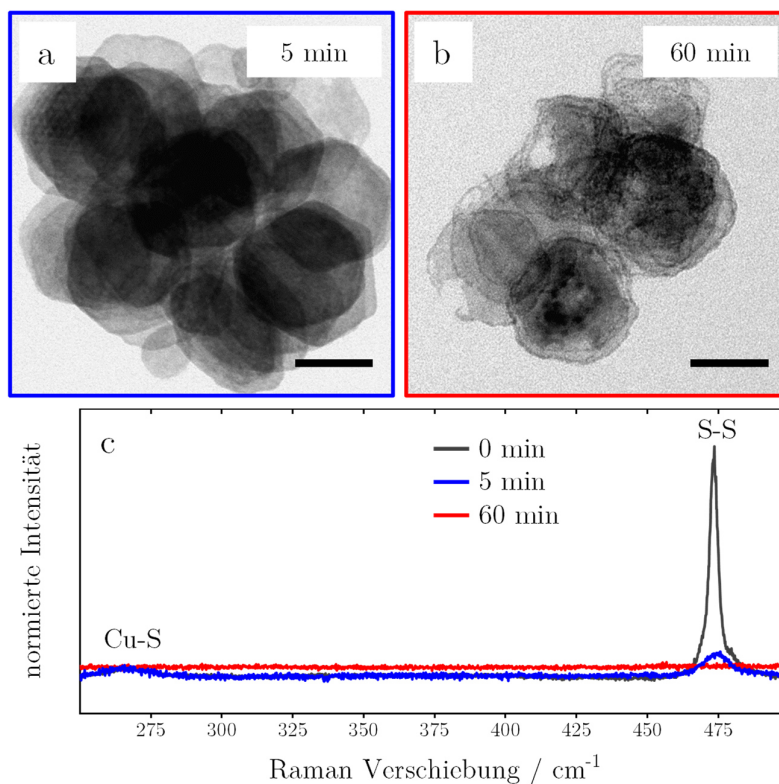 a
5 min
b
60 min
c
0 min
5 min
60 min
S-S
Cu-S
normierte Intensität
275 300 325 350 375 400 425 450 475
Raman Verschiebung / cm⁻¹